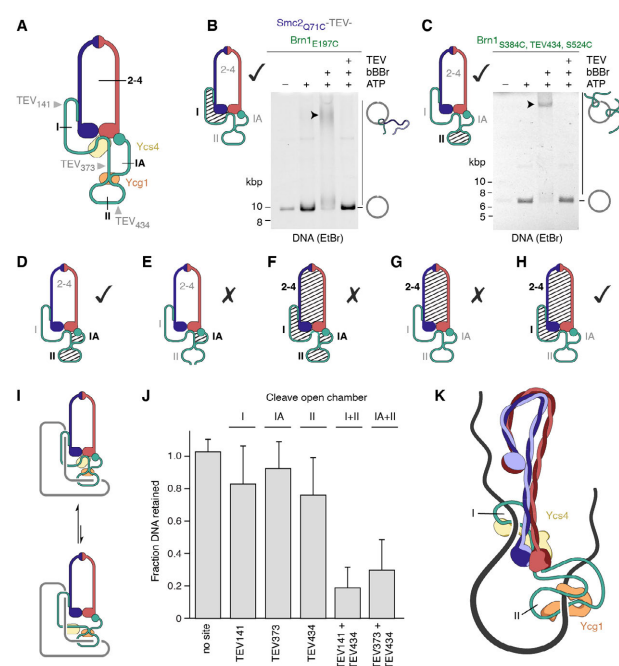 A
2-4
TEV141
I
Ycs4
TEV373
IA
Ycg1
II
TEV434
B
Smc2Q71C-TEV-
Brn1E197C
2-4
I
IA
II
✓
TEV
bBBr
ATP
– + + +
+ +
+
kbp
10
8
DNA (EtBr)
C
Brn1S384C, TEV434, S524C
2-4
I
IA
II
✓
TEV
bBBr
ATP
– + + +
+ +
+
kbp
10
8
6
5
DNA (EtBr)
D
2-4
I
IA
II
✓
E
2-4
I
IA
II
✗
F
2-4
I
IA
II
✗
G
2-4
I
IA
II
✗
H
2-4
I
IA
II
✓
I
J
Cleave open chamber
I IA II I+II IA+II
Fraction DNA retained
1.0
0.8
0.6
0.4
0.2
0
no site
TEV141
TEV373
TEV434
TEV141 +
TEV434
TEV373 +
TEV434
K
I
Ycs4
II
Ycg1